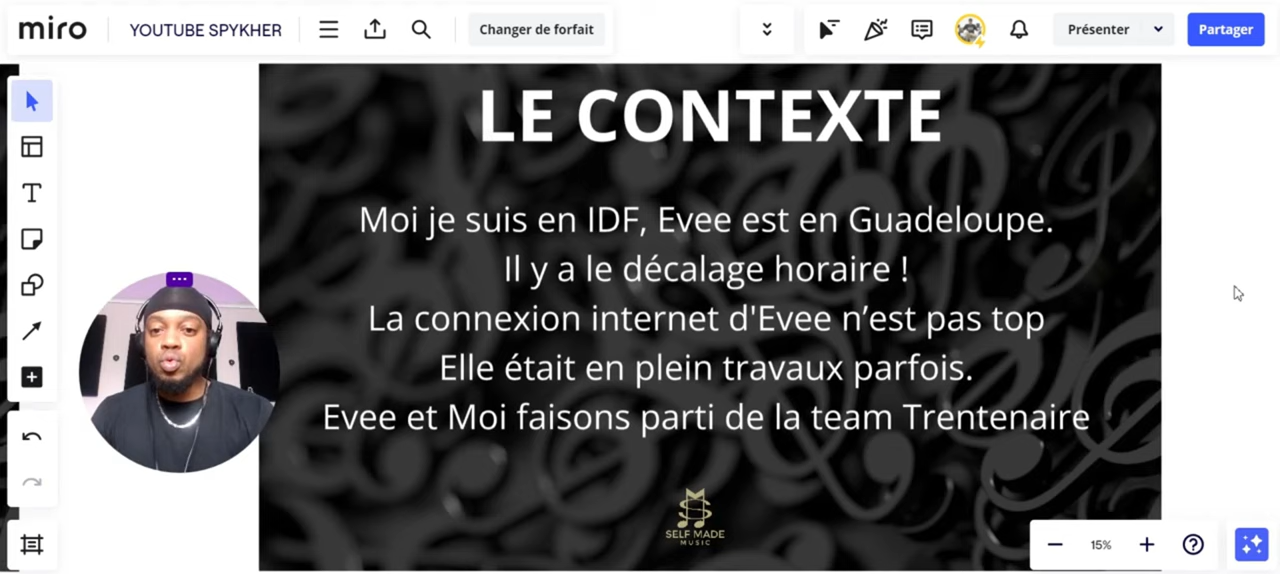 miro
YOUTUBE SPYKHER
Changer de forfait
Présenter
Partager
LE CONTEXTE
Moi je suis en IDF, Evee est en Guadeloupe.
Il y a le décalage horaire !
La connexion internet d'Evee n’est pas top
Elle était en plein travaux parfois.
Evee et Moi faisons parti de la team Trentenaire
SELF MADE
MUSIC
15%